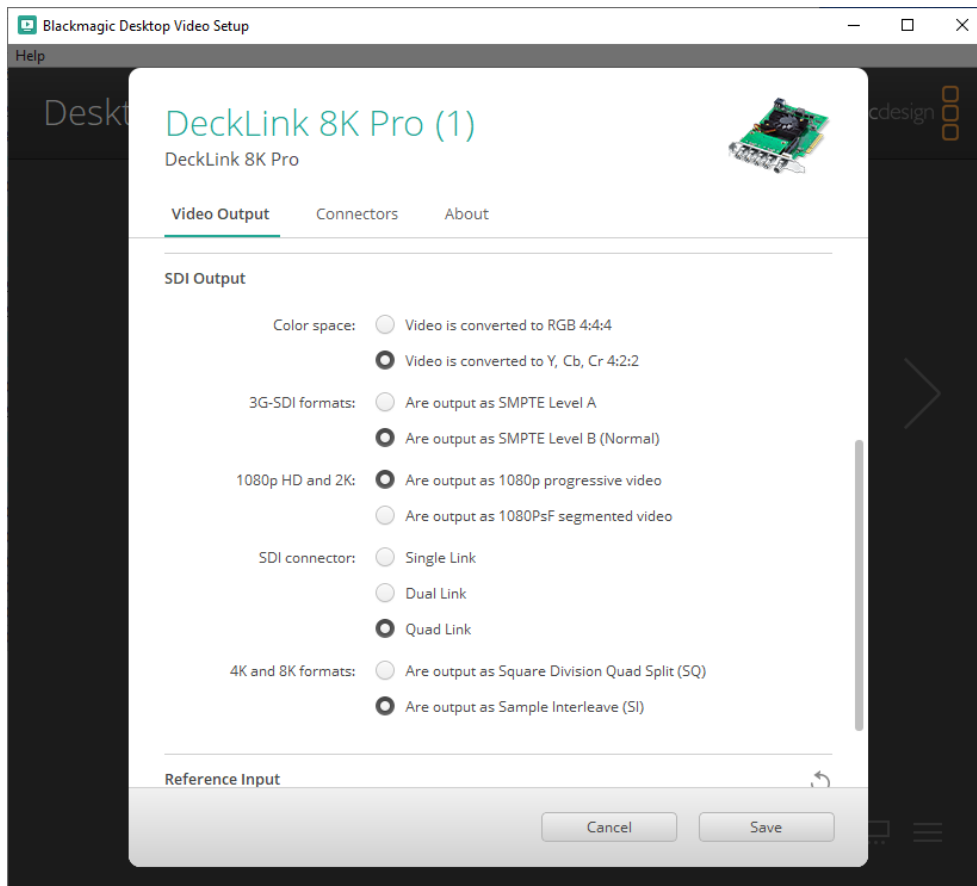 Blackmagic Desktop Video Setup
Help
Deskt
cdesign
DeckLink 8K Pro (1)
DeckLink 8K Pro
Video Output Connectors About
SDI Output
Color space: Video is converted to RGB 4:4:4
Video is converted to Y, Cb, Cr 4:2:2
3G-SDI formats: Are output as SMPTE Level A
Are output as SMPTE Level B (Normal)
1080p HD and 2K: Are output as 1080p progressive video
Are output as 1080PsF segmented video
SDI connector: Single Link
Dual Link
Quad Link
4K and 8K formats: Are output as Square Division Quad Split (SQ)
Are output as Sample Interleave (SI)
Reference Input
Cancel Save